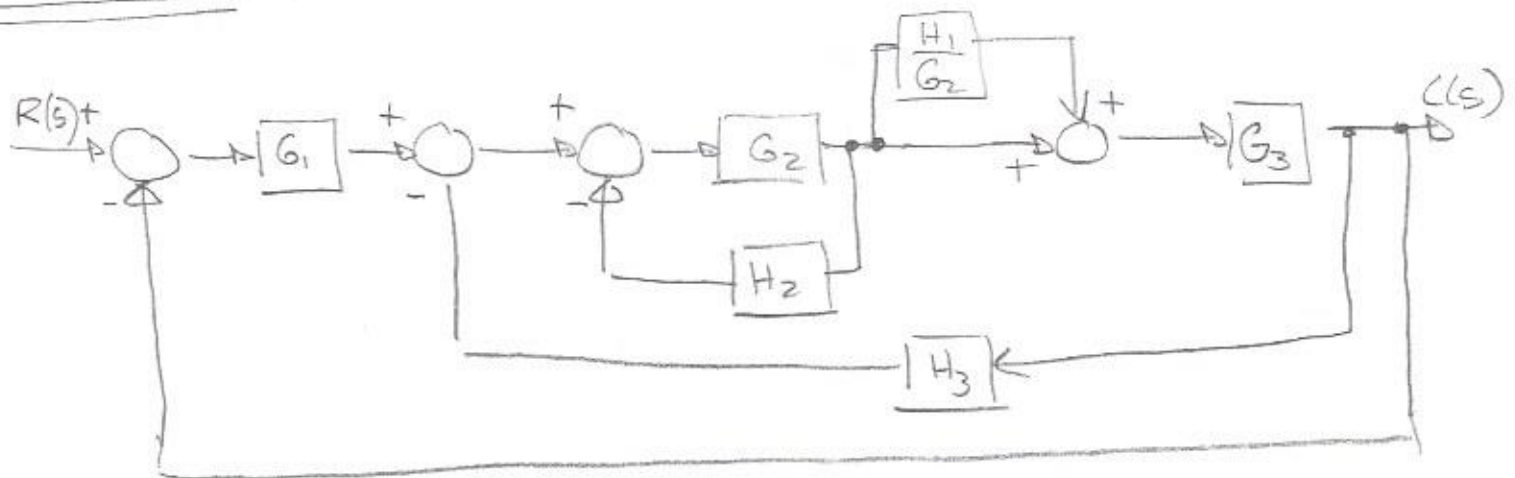 H₁
G₂
R(s) + + + + C(s)
G₁ G₂ + G₃
- - -
H₂
H₃